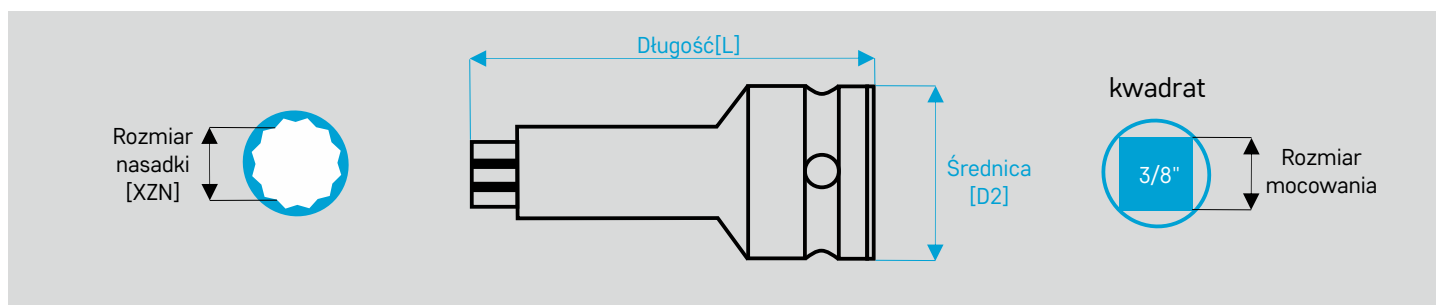 Długość[L]
Rozmiar
nasadki
[XZN]
Średnica
[D2]
kwadrat
3/8"
Rozmiar
mocowania